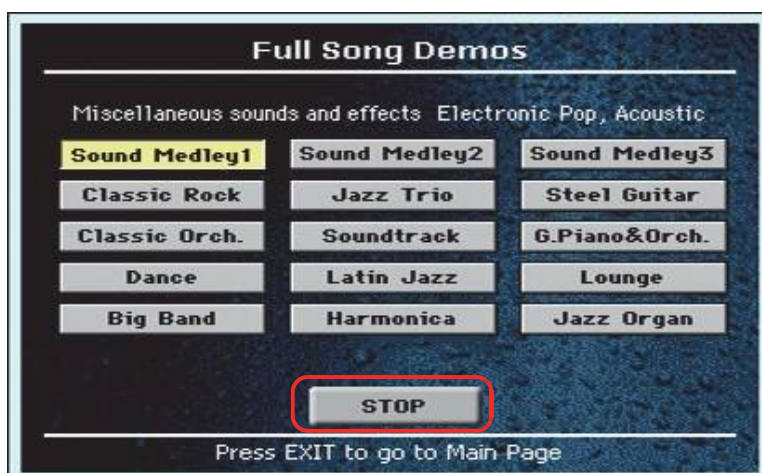 Full Song Demos
Miscellaneous sounds and effects Electronic Pop, Acoustic
Sound Medley1 Sound Medley2 Sound Medley3
Classic Rock Jazz Trio Steel Guitar
Classic Orch. Soundtrack G.Piano&Orch.
Dance Latin Jazz Lounge
Big Band Harmonica Jazz Organ
STOP
Press EXIT to go to Main Page